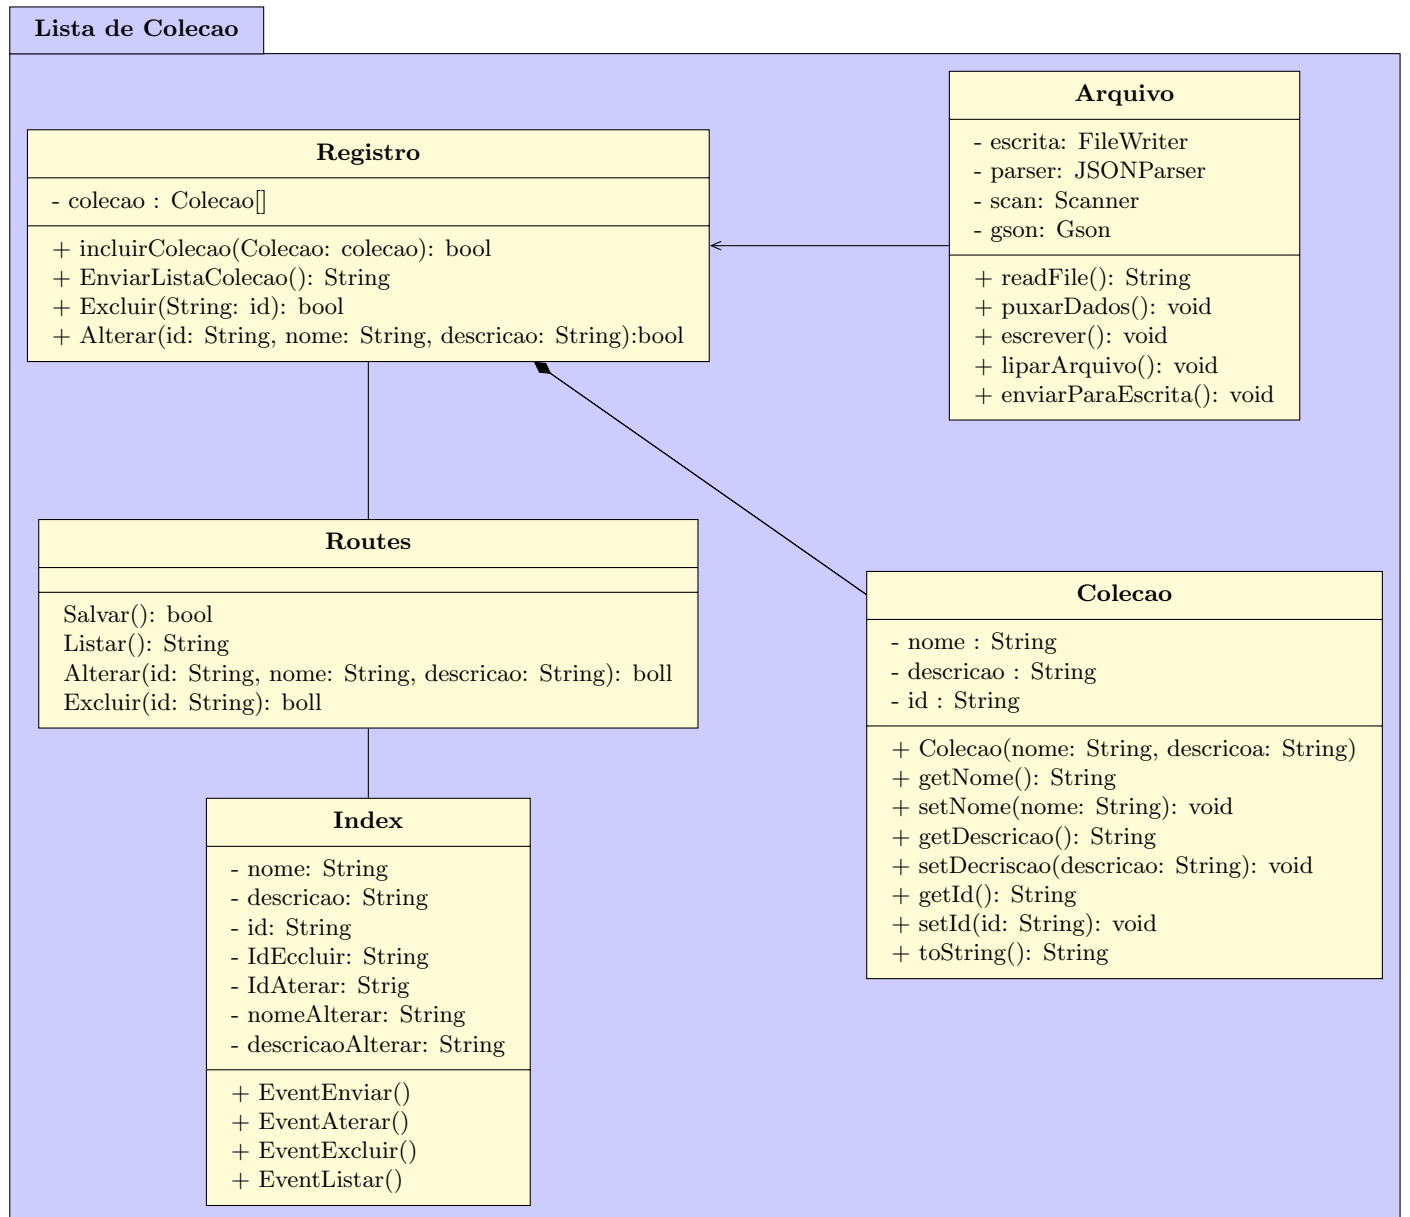 Lista de Colecao
Registro
- colecao : Colecao[]
+ incluirColecao(Colecao: colecao): bool
+ EnviarListaColecao(): String
+ Excluir(String: id): bool
+ Alterar(id: String, nome: String, descricao: String):bool
Arquivo
- escrita: FileWriter
- parser: JSONParser
- scan: Scanner
- gson: Gson
+ readFile(): String
+ puxarDados(): void
+ escrever(): void
+ liparArquivo(): void
+ enviarParaEscrita(): void
Routes
Salvar(): bool
Listar(): String
Alterar(id: String, nome: String, descricao: String): boll
Excluir(id: String): boll
Colecao
- nome : String
- descricao : String
- id : String
+ Colecao(nome: String, descricoa: String)
+ getNome(): String
+ setNome(nome: String): void
+ getDescricao(): String
+ setDecriscao(descricao: String): void
+ getId(): String
+ setId(id: String): void
+ toString(): String
Index
- nome: String
- descricao: String
- id: String
- IdEccluir: String
- IdAterar: Strig
- nomeAlterar: String
- descricaoAlterar: String
+ EventEnviar()
+ EventAterar()
+ EventExcluir()
+ EventListar()